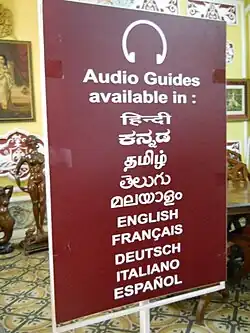 Audio Guides
available in :
हिन्दी
ಕನ್ನಡ
தமிழ்
తెలుగు
മലയാളം
ENGLISH
FRANÇAIS
DEUTSCH
ITALIANO
ESPAÑOL